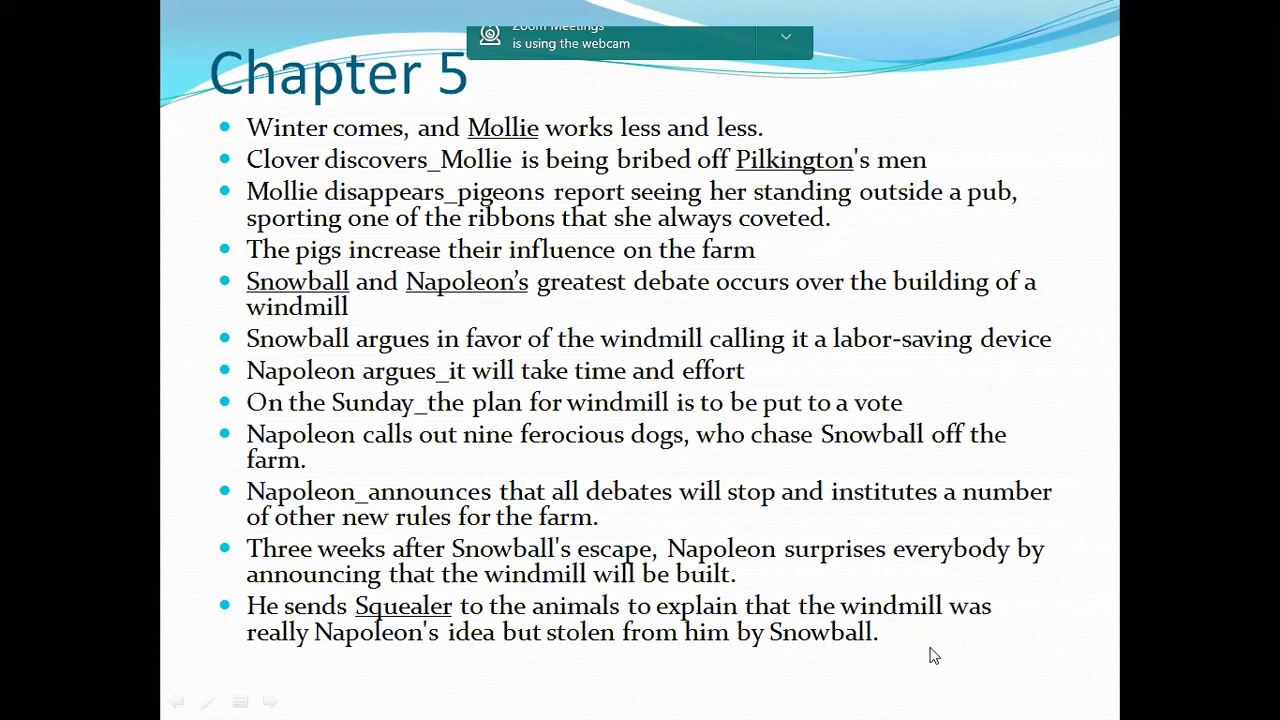 Zoom Meetings
is using the webcam
Chapter 5
Winter comes, and Mollie works less and less.
Clover discovers_Mollie is being bribed off Pilkington's men
Mollie disappears_pigeons report seeing her standing outside a pub,
sporting one of the ribbons that she always coveted.
The pigs increase their influence on the farm
Snowball and Napoleon’s greatest debate occurs over the building of a
windmill
Snowball argues in favor of the windmill calling it a labor-saving device
Napoleon argues_it will take time and effort
On the Sunday_the plan for windmill is to be put to a vote
Napoleon calls out nine ferocious dogs, who chase Snowball off the
farm.
Napoleon_announces that all debates will stop and institutes a number
of other new rules for the farm.
Three weeks after Snowball's escape, Napoleon surprises everybody by
announcing that the windmill will be built.
He sends Squealer to the animals to explain that the windmill was
really Napoleon's idea but stolen from him by Snowball.